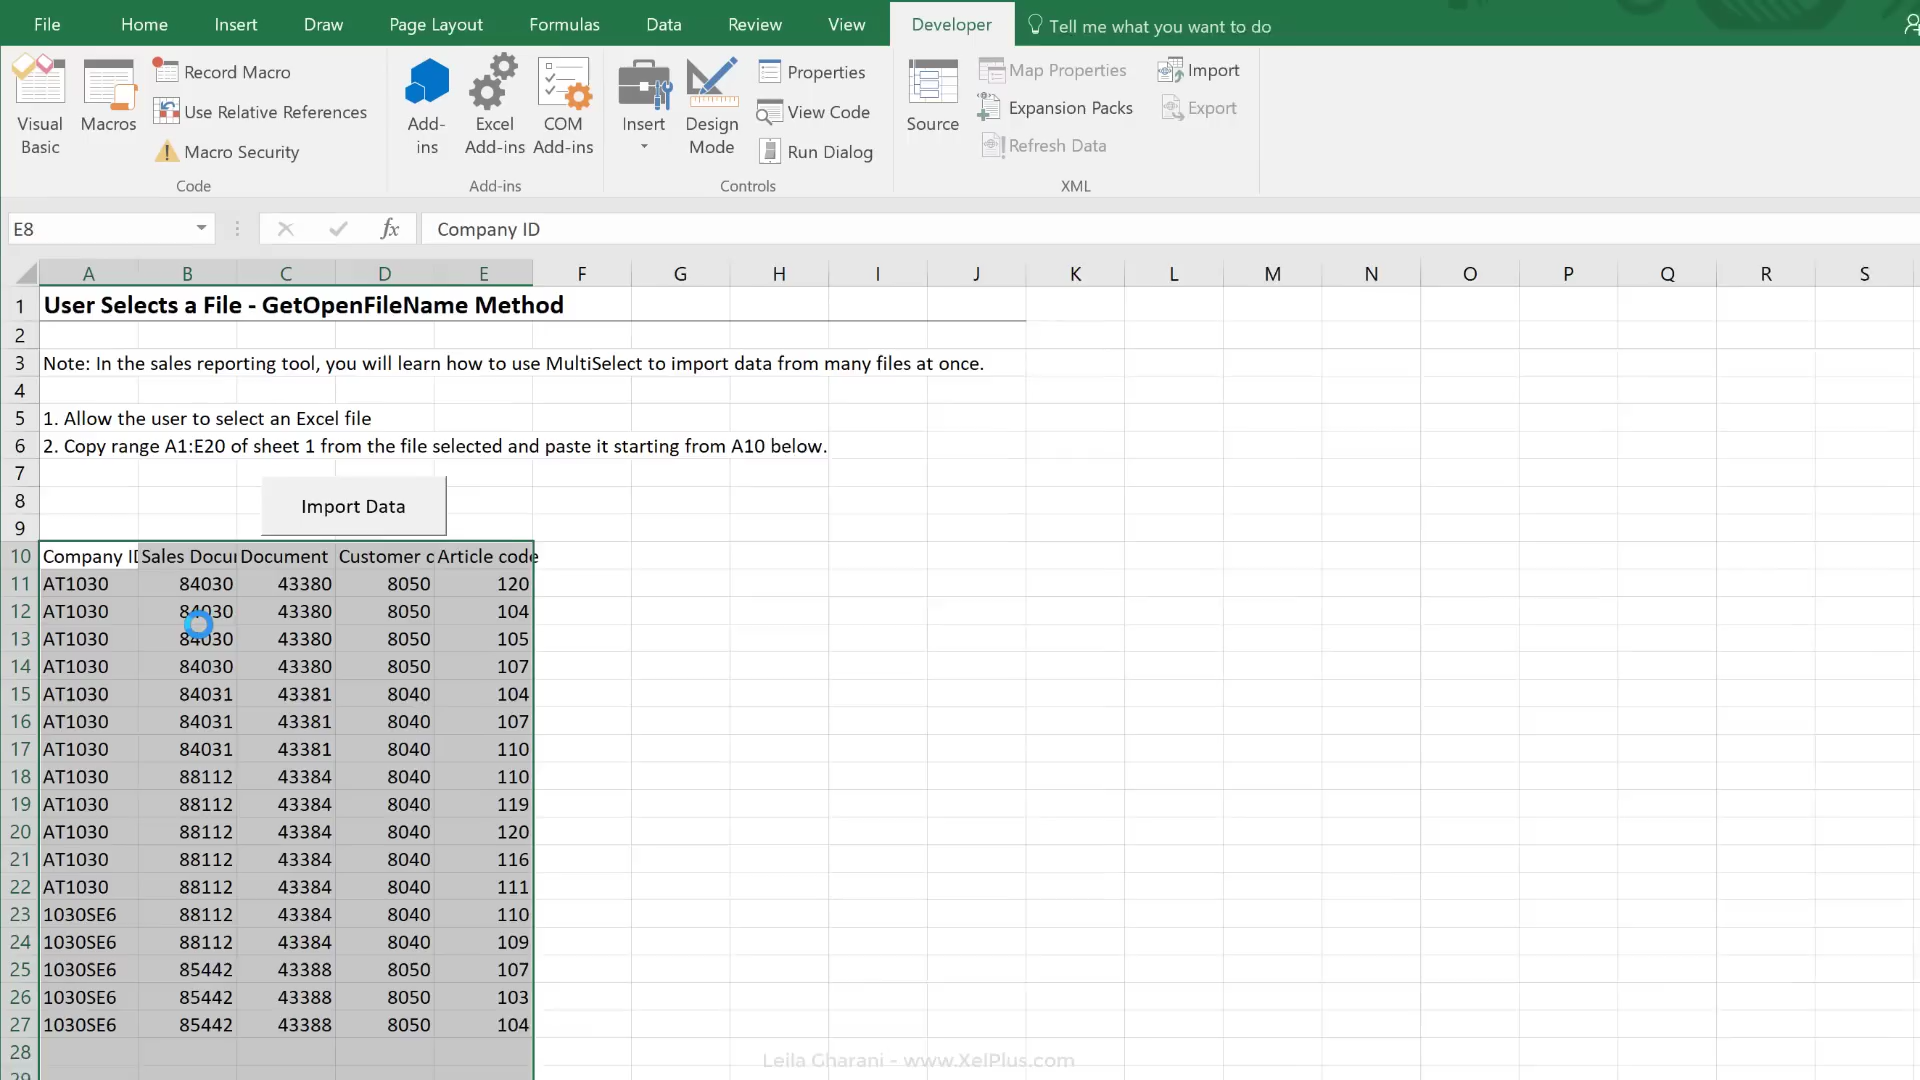 File Home Insert Draw Page Layout Formulas Data Review View Developer Tell me what you want to do
Visual Basic
Macros
Record Macro
Use Relative References
Macro Security
Code
Add-ins
Excel Add-ins
COM Add-ins
Add-ins
Insert
Design Mode
Properties
View Code
Run Dialog
Controls
Source
Map Properties
Expansion Packs
Refresh Data
Import
Export
XML
E8 fx Company ID
A B C D E F G H I J K L M N O P Q R S
1 User Selects a File - GetOpenFileName Method
2
3 Note: In the sales reporting tool, you will learn how to use MultiSelect to import data from many files at once.
4
5 1. Allow the user to select an Excel file
6 2. Copy range A1:E20 of sheet 1 from the file selected and paste it starting from A10 below.
7
8 Import Data
9
10 Company ID Sales Docu Document Customer c Article code
11 AT1030 84030 43380 8050 120
12 AT1030 84030 43380 8050 104
13 AT1030 84030 43380 8050 105
14 AT1030 84030 43380 8050 107
15 AT1030 84031 43381 8040 104
16 AT1030 84031 43381 8040 107
17 AT1030 84031 43381 8040 110
18 AT1030 88112 43384 8040 110
19 AT1030 88112 43384 8040 119
20 AT1030 88112 43384 8040 120
21 AT1030 88112 43384 8040 116
22 AT1030 88112 43384 8040 111
23 1030SE6 88112 43384 8040 110
24 1030SE6 88112 43384 8040 109
25 1030SE6 85442 43388 8050 107
26 1030SE6 85442 43388 8050 103
27 1030SE6 85442 43388 8050 104
28
29
Leila Gharani - www.XelPlus.com